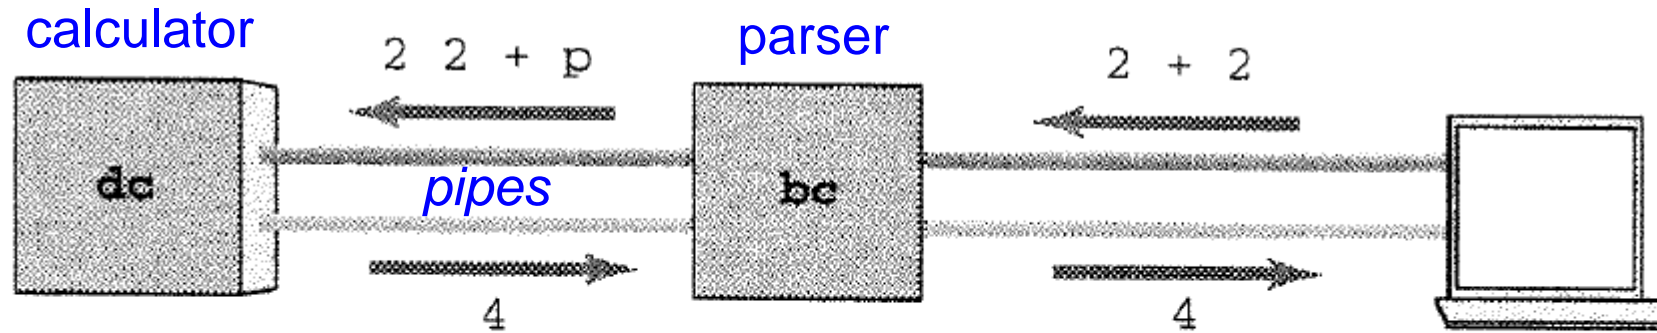 calculator
2 2 + p
parser
2 + 2
dc
pipes
bc
4
4